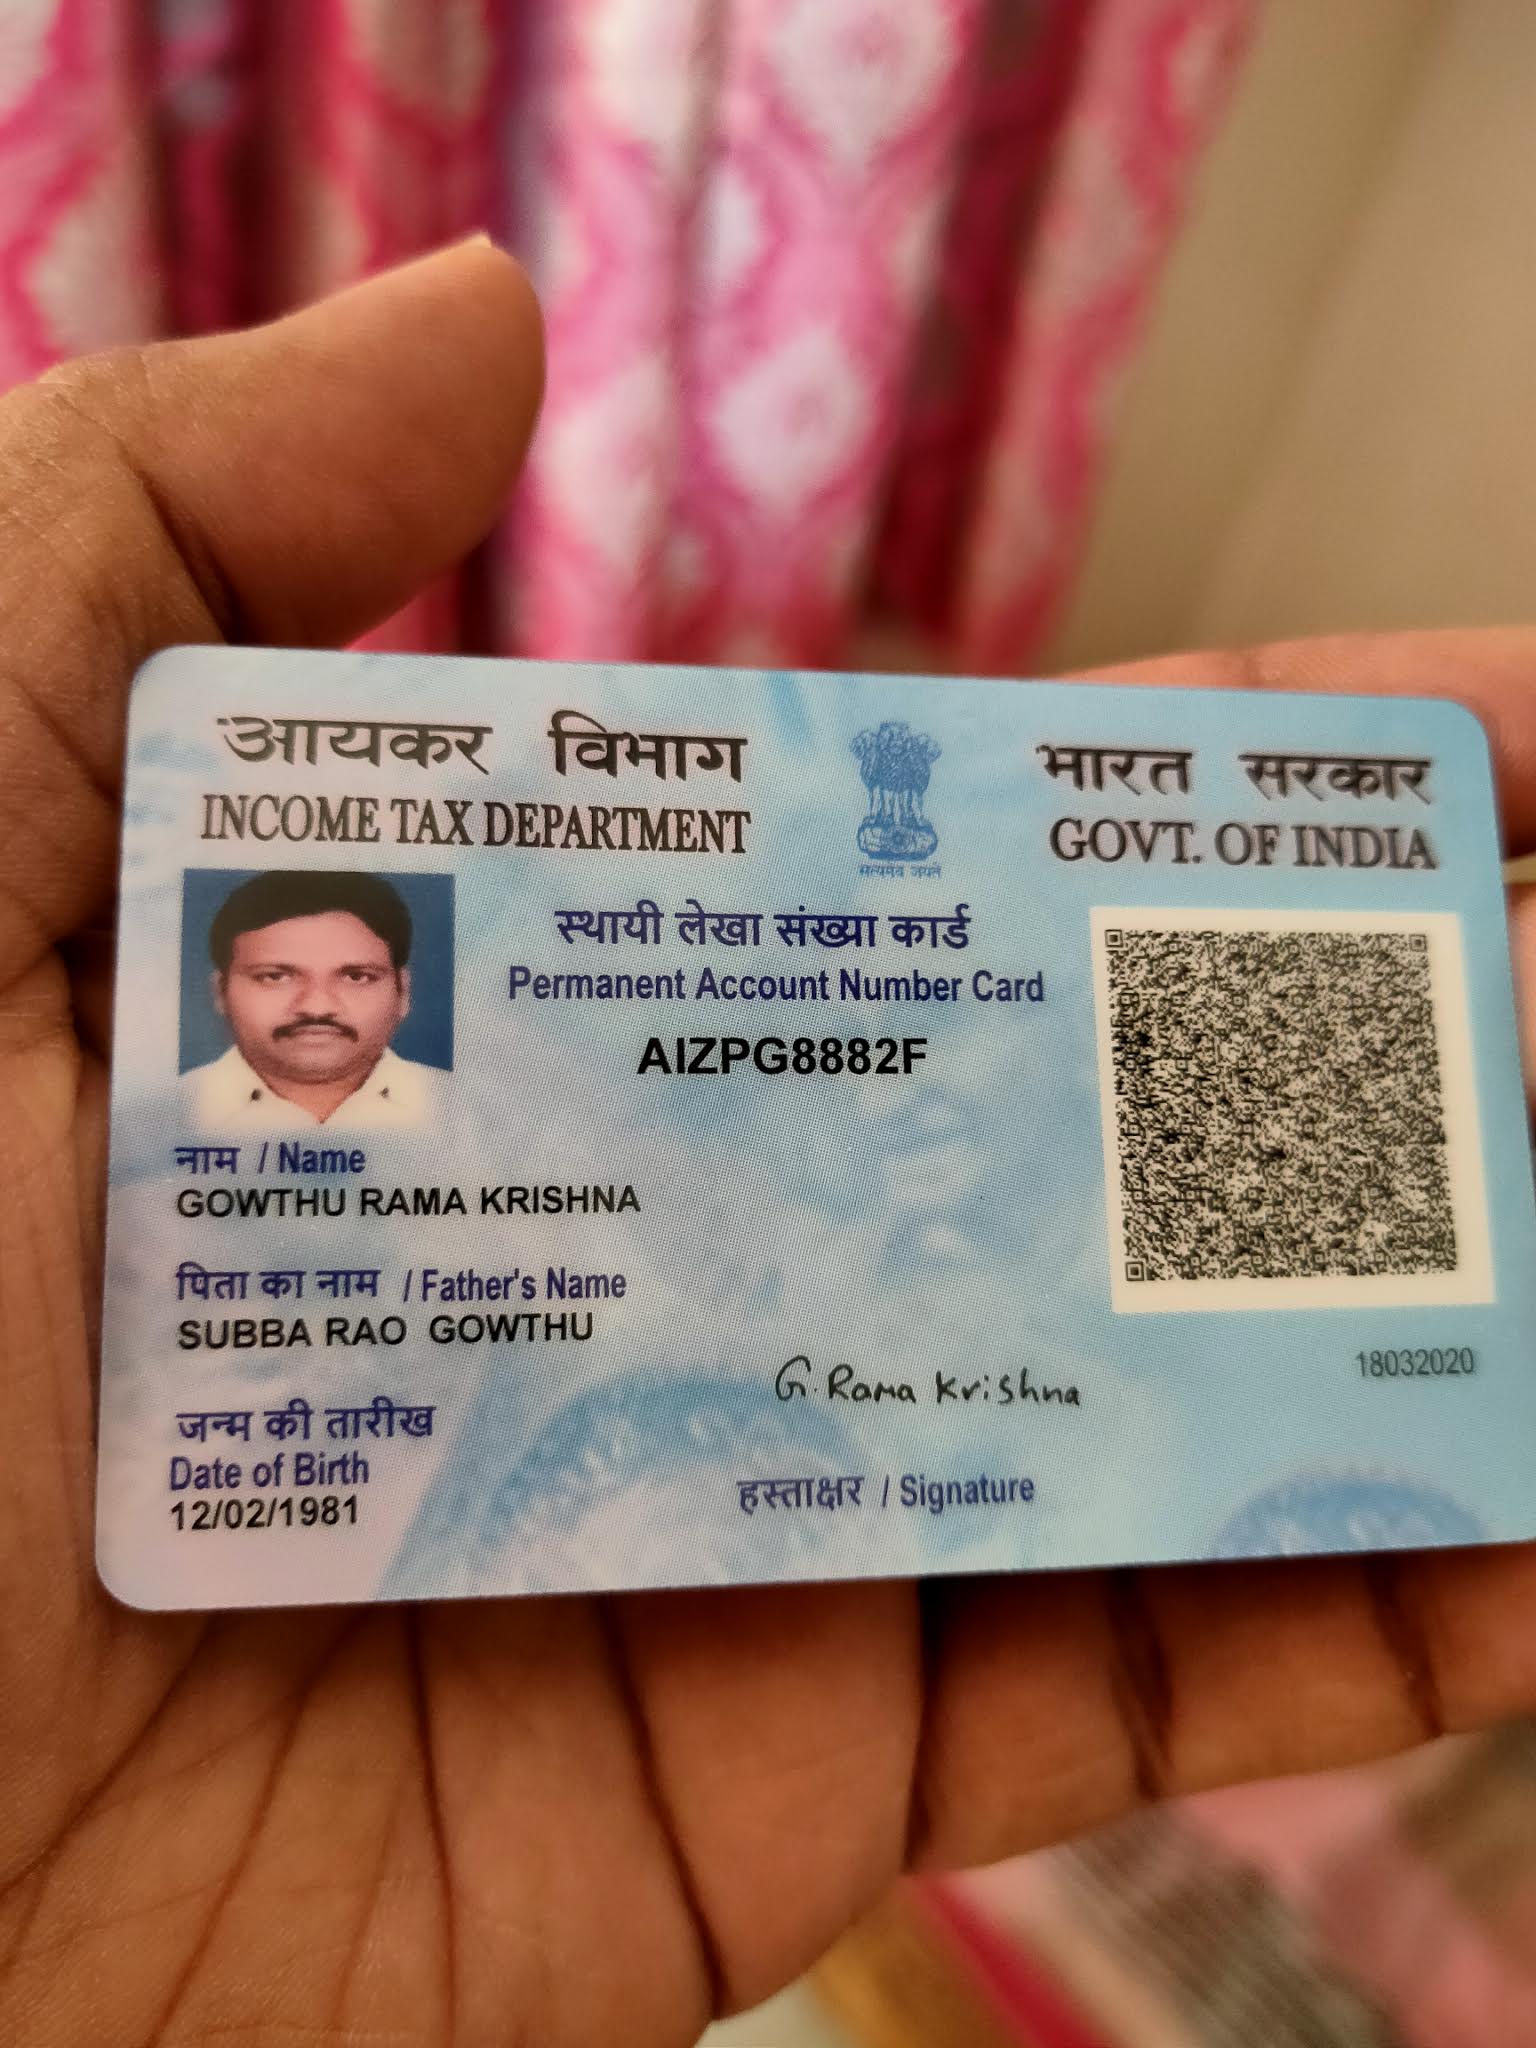 आयकर विभाग
INCOME TAX DEPARTMENT
सत्यमेव जयते
भारत सरकार
GOVT. OF INDIA
स्थायी लेखा संख्या कार्ड
Permanent Account Number Card
AIZPG8882F
नाम / Name
GOWTHU RAMA KRISHNA
पिता का नाम / Father's Name
SUBBA RAO GOWTHU
18032020
G. Rama Krishna
जन्म की तारीख
Date of Birth
12/02/1981
हस्ताक्षर / Signature